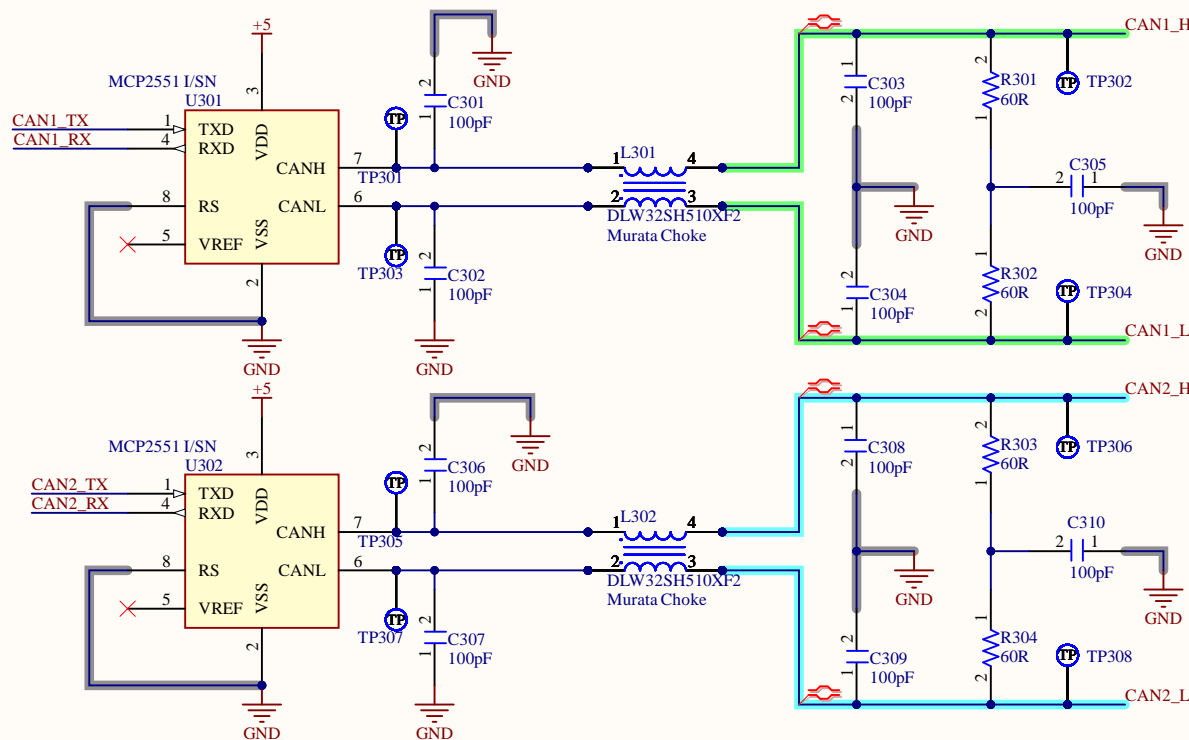 +5
MCP2551 I/SN
U301
CAN1_TX
CAN1_RX
1
4
8
5
3
2
TXD
RXD
RS
VREF
VDD
VSS
CANH
CANL
7
6
TP
TP301
TP
TP303
2
C301
1
100pF
GND
2
C302
1
100pF
GND
GND
L301
1
4
2
3
DLW32SH510XF2
Murata Choke
1
C303
2
100pF
GND
2
C304
1
100pF
2
R301
60R
1
1
R302
60R
2
C305
2
1
100pF
GND
TP
TP302
TP
TP304
CAN1_H
CAN1_L
+5
MCP2551 I/SN
U302
CAN2_TX
CAN2_RX
1
4
8
5
3
2
TXD
RXD
RS
VREF
VDD
VSS
CANH
CANL
7
6
TP
TP305
TP
TP307
2
C306
1
100pF
GND
2
C307
1
100pF
GND
GND
L302
1
4
2
3
DLW32SH510XF2
Murata Choke
1
C308
2
100pF
GND
2
C309
1
100pF
2
R303
60R
1
1
R304
60R
2
C310
2
1
100pF
GND
TP
TP306
TP
TP308
CAN2_H
CAN2_L